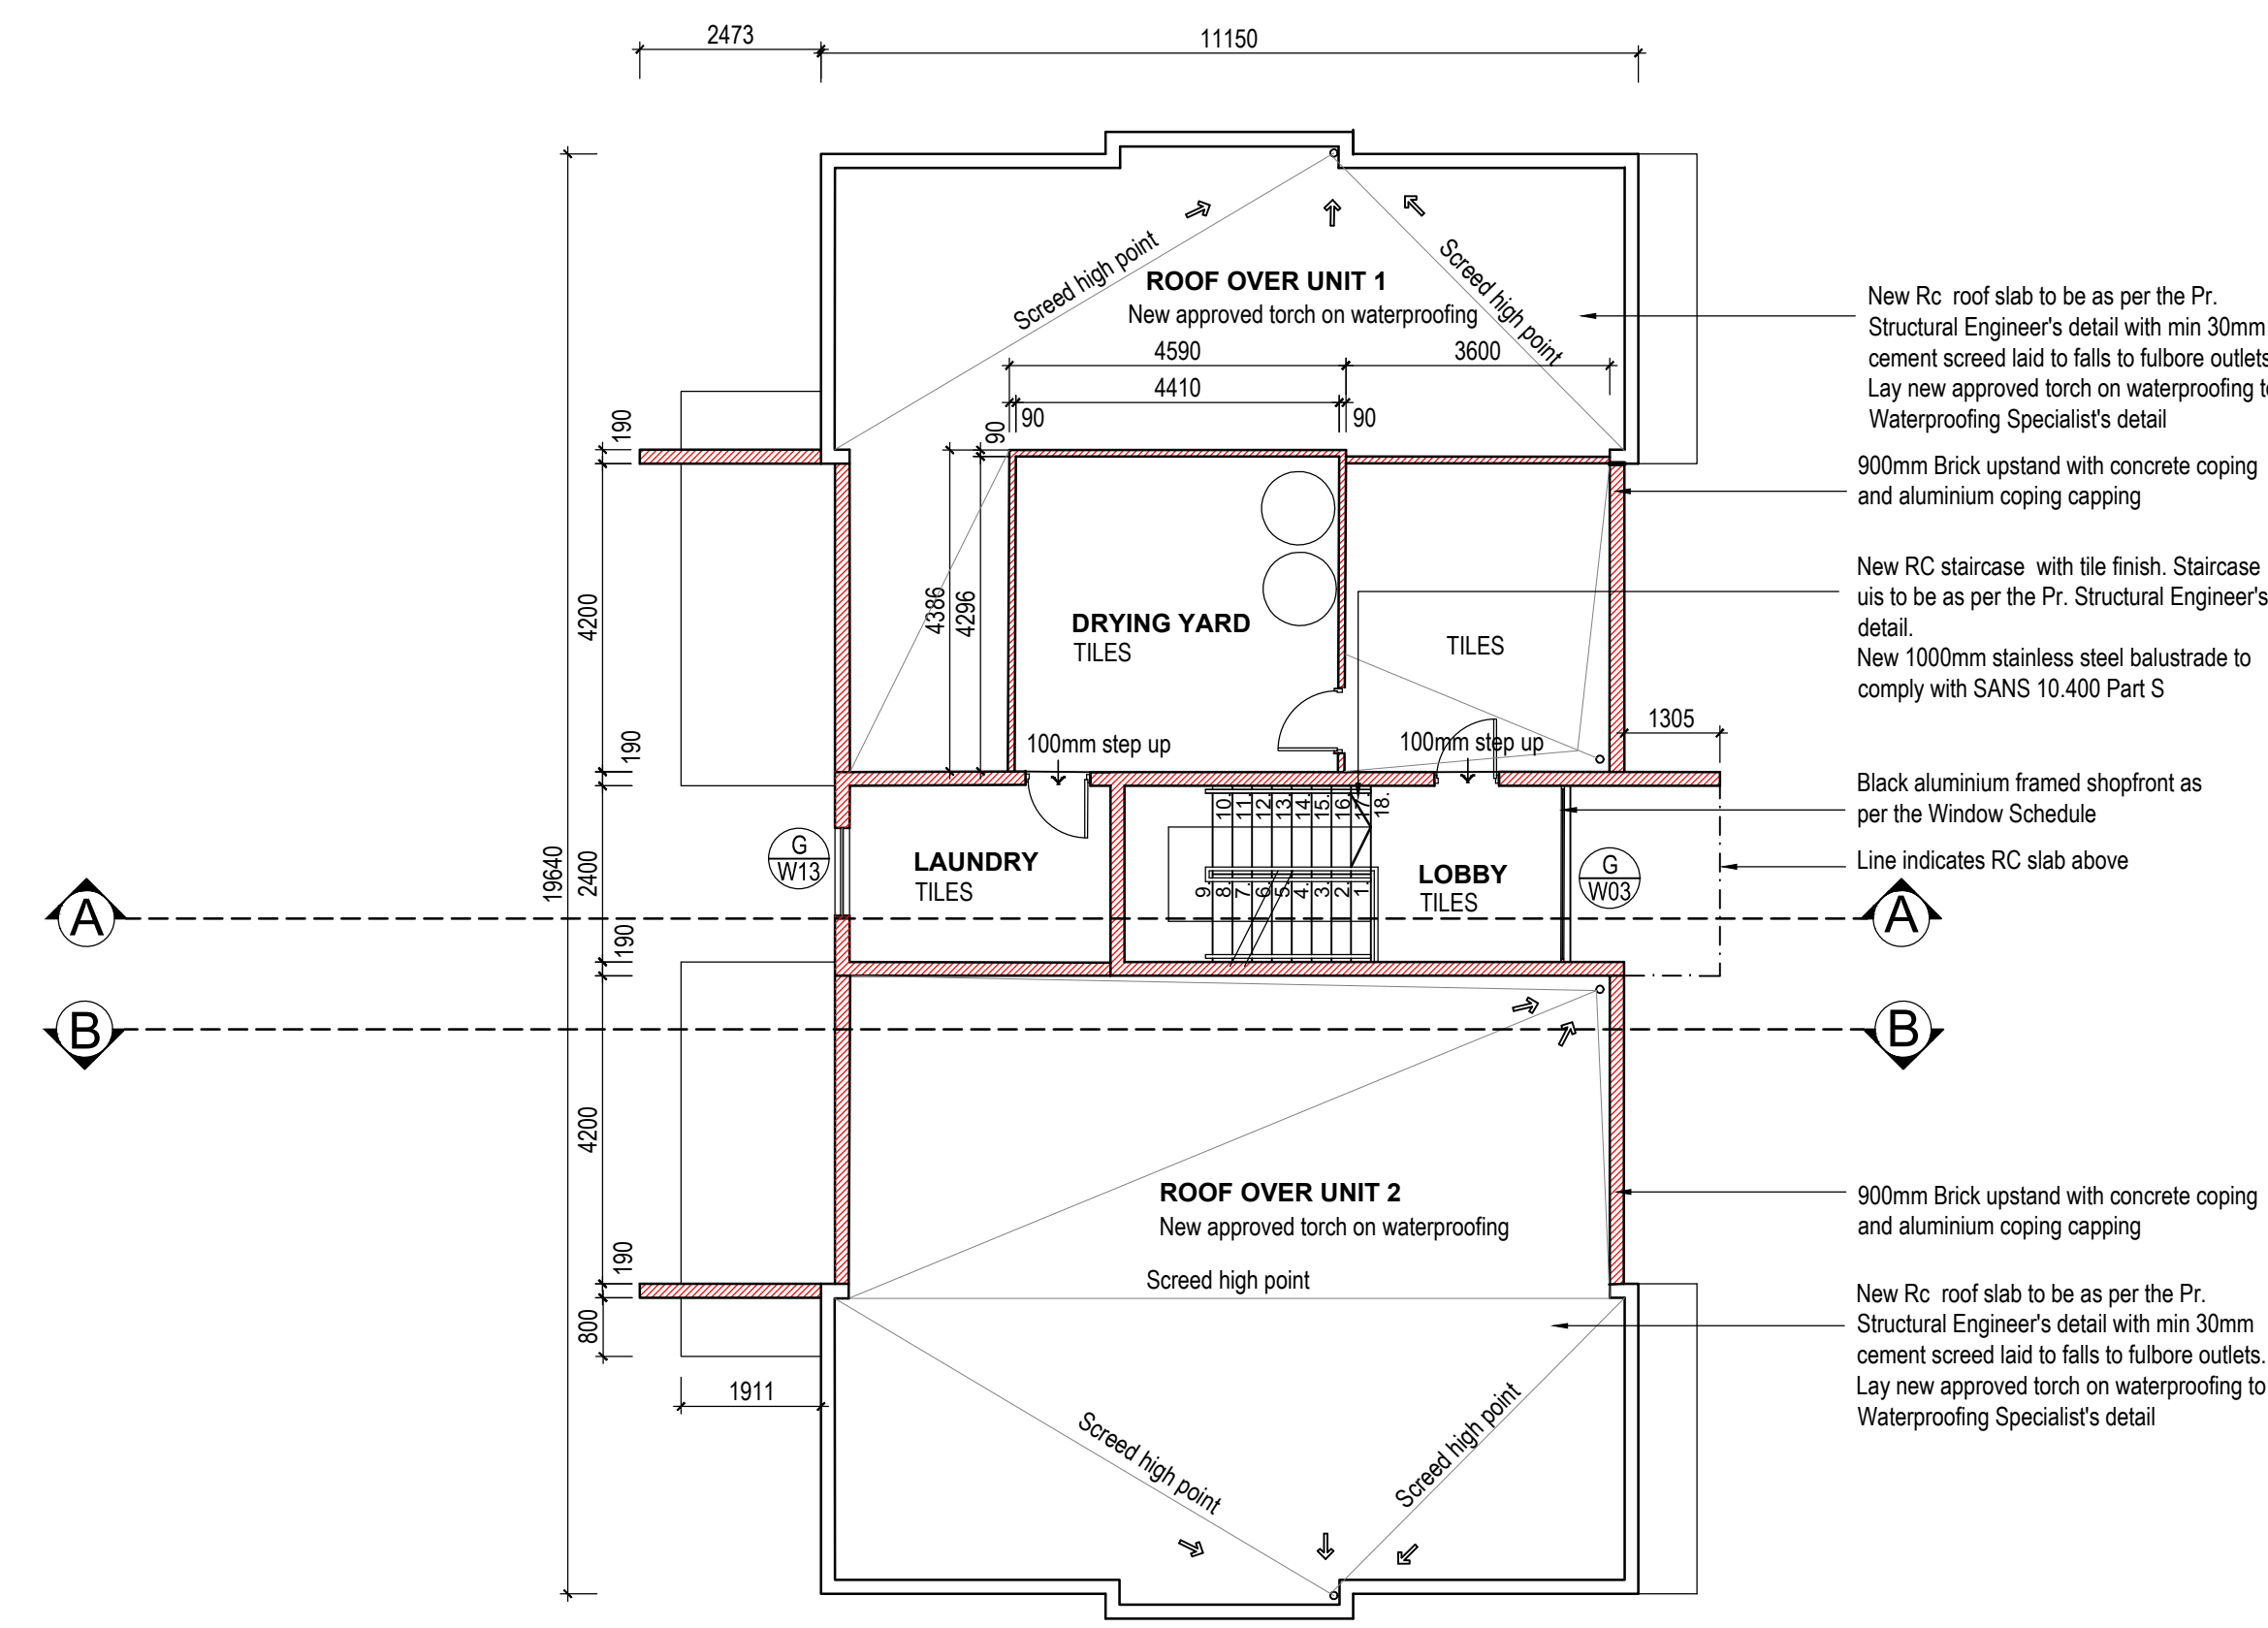 2473
11150
Screed high point
ROOF OVER UNIT 1
New approved torch on waterproofing
Screed high point
4590
3600
4410
90
90
90
190
New Rc roof slab to be as per the Pr.
Structural Engineer's detail with min 30mm
cement screed laid to falls to fulbore outlets
Lay new approved torch on waterproofing to
Waterproofing Specialist's detail
900mm Brick upstand with concrete coping
and aluminium coping capping
New RC staircase with tile finish. Staircase
uis to be as per the Pr. Structural Engineer's
detail.
New 1000mm stainless steel balustrade to
comply with SANS 10.400 Part S
4200
4386
4296
DRYING YARD
TILES
TILES
190
100mm step up
100mm step up
1305
Black aluminium framed shopfront as
per the Window Schedule
Line indicates RC slab above
10.
11.
12.
13.
14.
15.
16.
17.
18.
19640
2400
G
W13
LAUNDRY
TILES
9.
8.
7.
6.
5.
4.
3.
2.
1.
LOBBY
TILES
G
W03
A
A
190
B
B
4200
ROOF OVER UNIT 2
New approved torch on waterproofing
Screed high point
900mm Brick upstand with concrete coping
and aluminium coping capping
190
800
1911
New Rc roof slab to be as per the Pr.
Structural Engineer's detail with min 30mm
cement screed laid to falls to fulbore outlets.
Lay new approved torch on waterproofing to
Waterproofing Specialist's detail
Screed high point
Screed high point